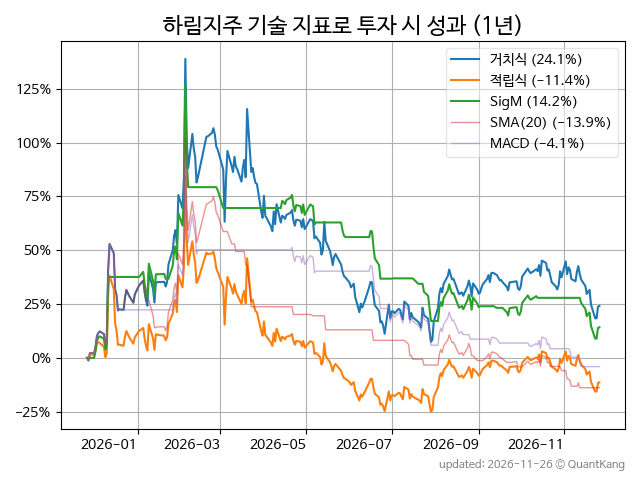 하림지주 기술 지표로 투자 시 성과 (1년)
거치식 (24.1%)
적립식 (−11.4%)
SigM (14.2%)
SMA(20) (−13.9%)
MACD (−4.1%)
125%
100%
75%
50%
25%
0%
−25%
2026-01 2026-03 2026-05 2026-07 2026-09 2026-11
updated: 2026-11-26 © QuantKang